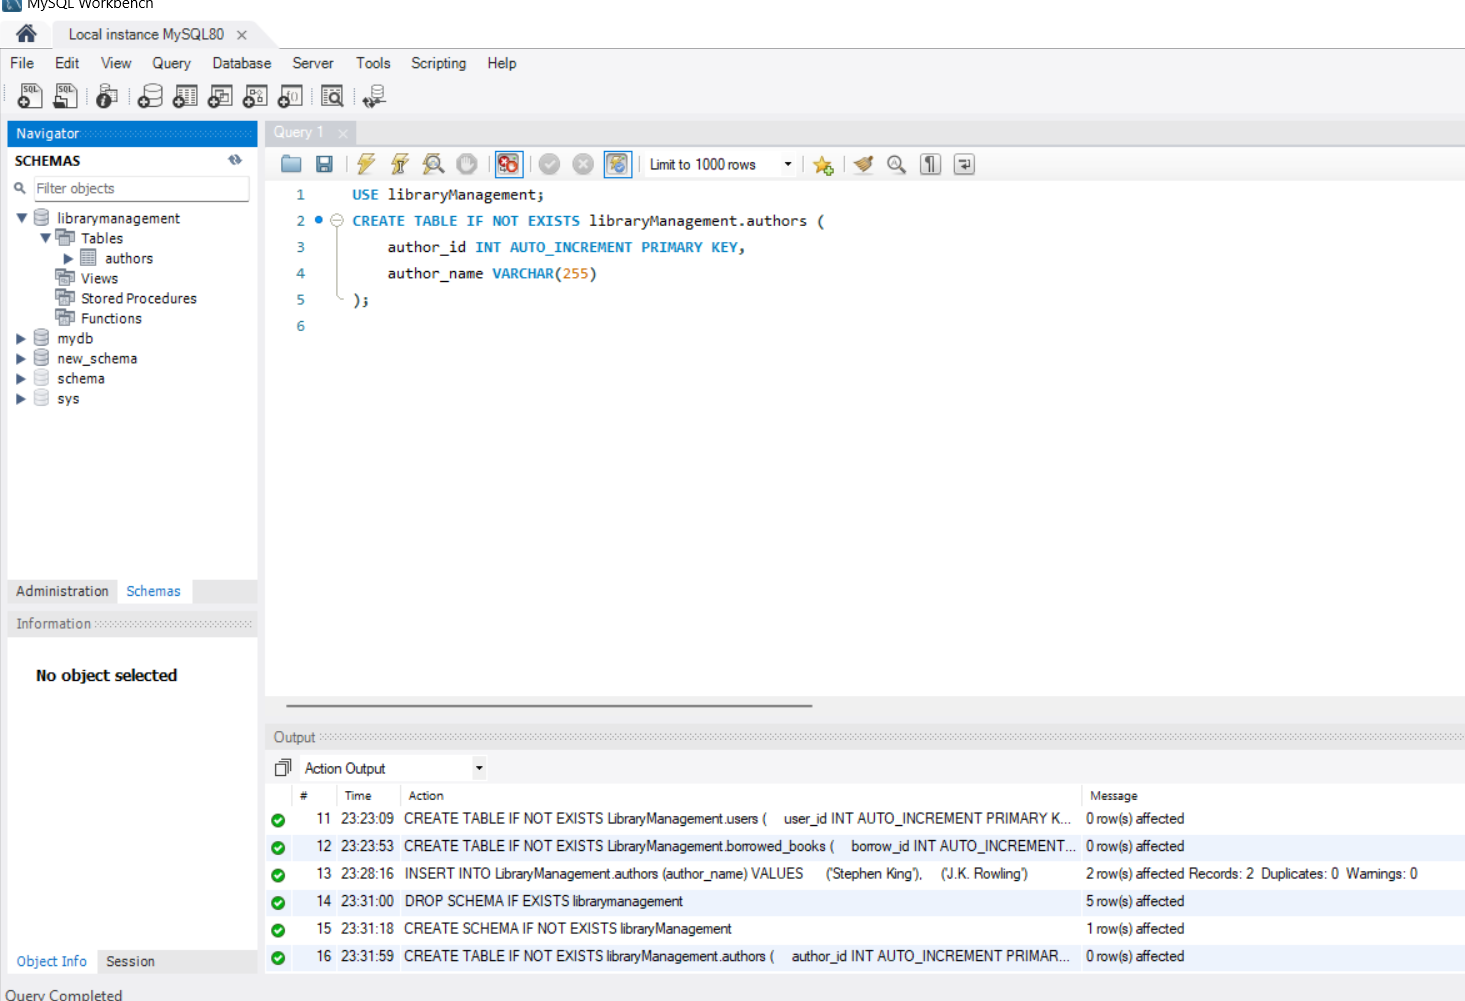 MySQL Workbench
Local instance MySQL80
File Edit View Query Database Server Tools Scripting Help
Navigator
SCHEMAS
Filter objects
librarymanagement
Tables
authors
Views
Stored Procedures
Functions
mydb
new_schema
schema
sys
Administration Schemas
Information
No object selected
Object Info Session
Query 1
Limit to 1000 rows
1 USE libraryManagement;
2 CREATE TABLE IF NOT EXISTS libraryManagement.authors (
3 author_id INT AUTO_INCREMENT PRIMARY KEY,
4 author_name VARCHAR(255)
5 );
6
Output
Action Output
# Time Action Message
11 23:23:09 CREATE TABLE IF NOT EXISTS LibraryManagement.users ( user_id INT AUTO_INCREMENT PRIMARY K... 0 row(s) affected
12 23:23:53 CREATE TABLE IF NOT EXISTS LibraryManagement.borrowed_books ( borrow_id INT AUTO_INCREMENT... 0 row(s) affected
13 23:28:16 INSERT INTO LibraryManagement.authors (author_name) VALUES ('Stephen King'), ('J.K. Rowling') 2 row(s) affected Records: 2 Duplicates: 0 Warnings: 0
14 23:31:00 DROP SCHEMA IF EXISTS librarymanagement 5 row(s) affected
15 23:31:18 CREATE SCHEMA IF NOT EXISTS libraryManagement 1 row(s) affected
16 23:31:59 CREATE TABLE IF NOT EXISTS libraryManagement.authors ( author_id INT AUTO_INCREMENT PRIMAR... 0 row(s) affected
Query Completed